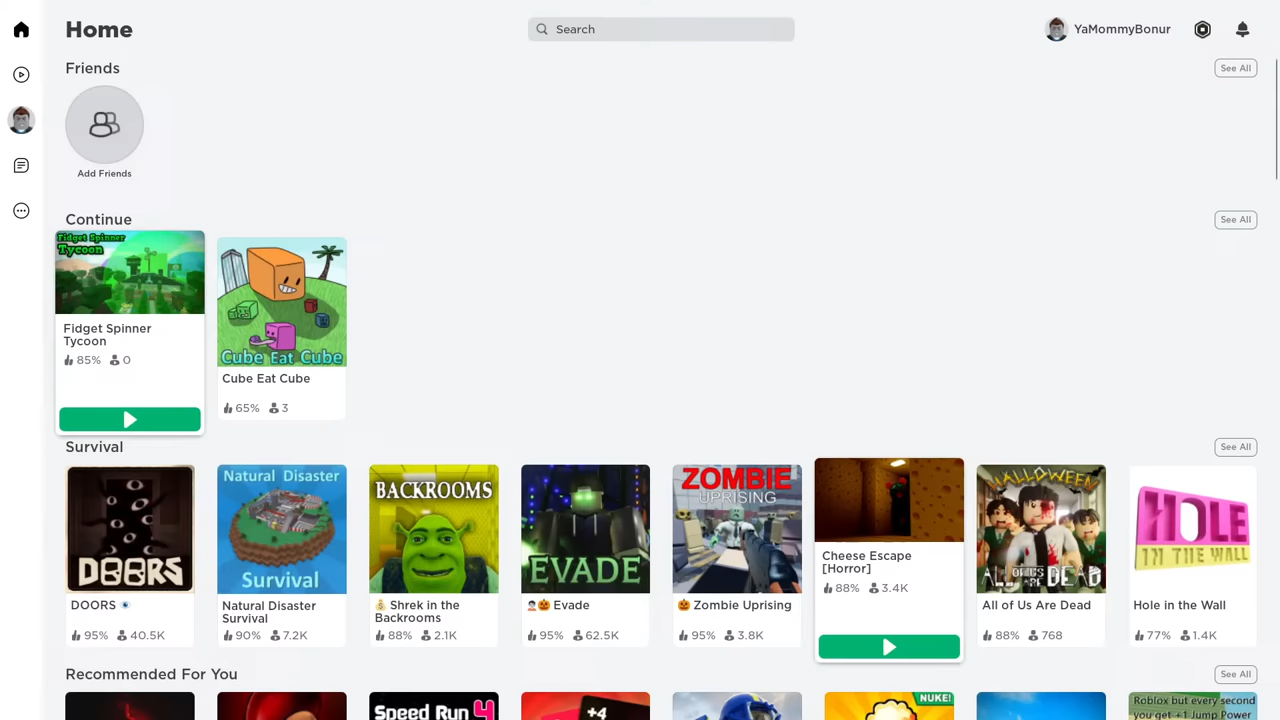 Home
Search
YaMommyBonur
Friends
See All
Add Friends
Continue
See All
Fidget Spinner
Tycoon
Fidget Spinner
Tycoon
85% 0
Cube Eat Cube
Cube Eat Cube
65% 3
Survival
See All
DOORS
DOORS
95% 40.5K
Natural Disaster
Survival
Natural Disaster
Survival
90% 7.2K
BACKROOMS
Shrek in the
Backrooms
88% 2.1K
EVADE
Evade
95% 62.5K
ZOMBIE
UPRISING
Zombie Uprising
95% 3.8K
Cheese Escape
[Horror]
88% 3.4K
HALLOWEEN
ALL OF US ARE DEAD
All of Us Are Dead
88% 768
HOLE
IN THE WALL
Hole in the Wall
77% 1.4K
Recommended For You
See All
Speed Run 4
+4
NUKE!
Roblox but every second
you get +1 Jump Power